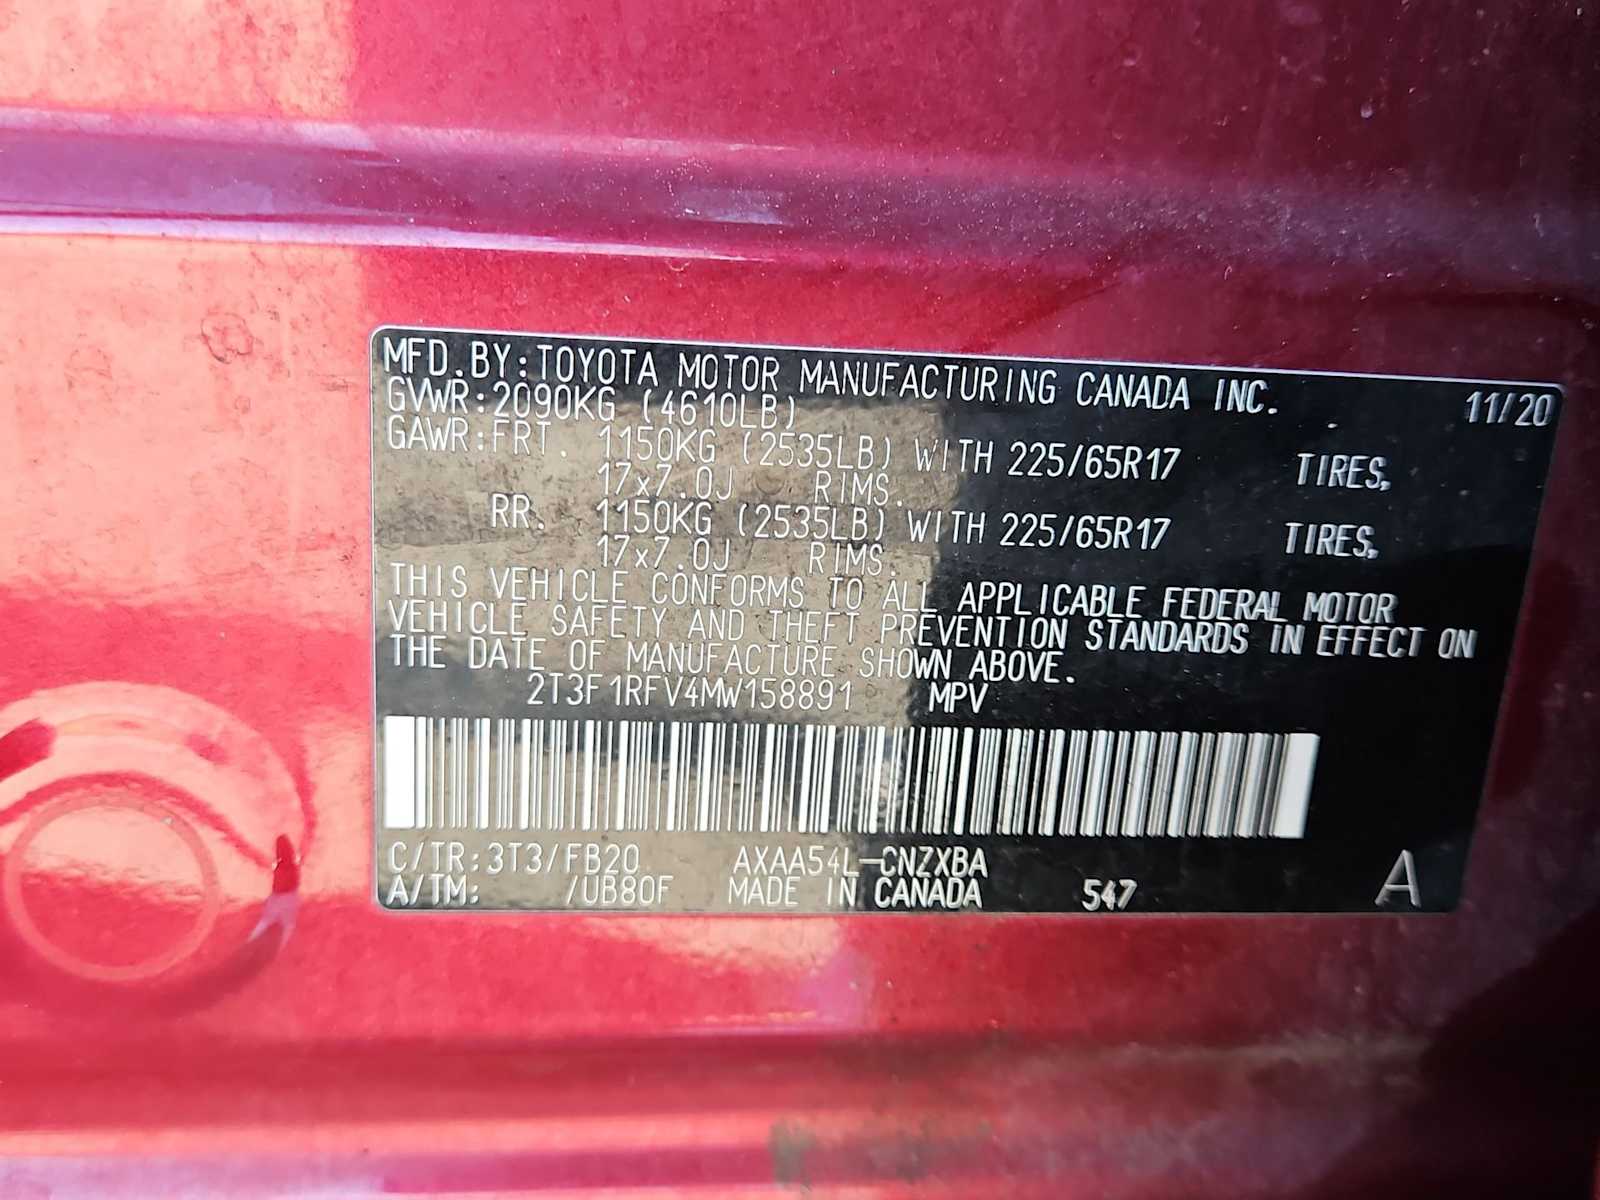 MFD.BY:TOYOTA MOTOR MANUFACTURING CANADA INC. 11/20
GVWR:2090KG (4610LB)
GAWR:FRT. 1150KG (2535LB) WITH 225/65R17 TIRES,
17x7.0J RIMS.
RR. 1150KG (2535LB) WITH 225/65R17 TIRES,
17x7.0J RIMS.
THIS VEHICLE CONFORMS TO ALL APPLICABLE FEDERAL MOTOR
VEHICLE SAFETY AND THEFT PREVENTION STANDARDS IN EFFECT ON
THE DATE OF MANUFACTURE SHOWN ABOVE.
2T3F1RFV4MW158891 MPV
C/TR:3T3/FB20 AXAA54L-CNZXBA
A/TM: /UB80F MADE IN CANADA 547 A